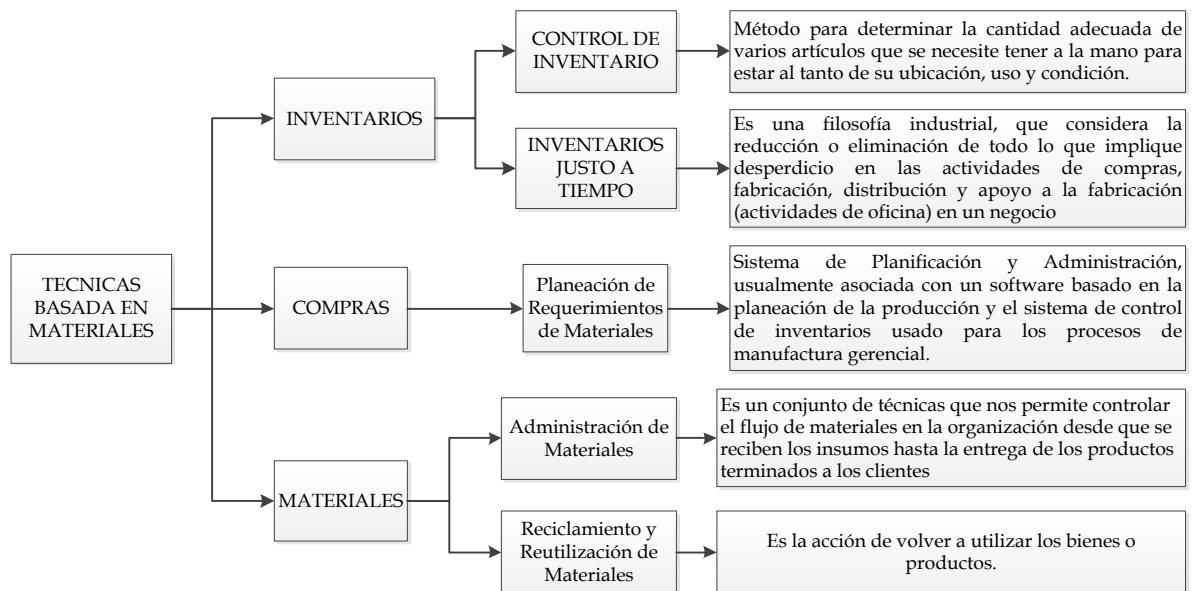 TECNICAS
BASADA EN
MATERIALES
INVENTARIOS
CONTROL DE
INVENTARIO
Método para determinar la cantidad adecuada de
varios artículos que se necesite tener a la mano para
estar al tanto de su ubicación, uso y condición.
INVENTARIOS
JUSTO A
TIEMPO
Es una filosofía industrial, que considera la
reducción o eliminación de todo lo que implique
desperdicio en las actividades de compras,
fabricación, distribución y apoyo a la fabricación
(actividades de oficina) en un negocio
COMPRAS
Planeación de
Requerimientos
de Materiales
Sistema de Planificación y Administración,
usualmente asociada con un software basado en la
planeación de la producción y el sistema de control
de inventarios usado para los procesos de
manufactura gerencial.
MATERIALES
Administración de
Materiales
Es un conjunto de técnicas que nos permite controlar
el flujo de materiales en la organización desde que se
reciben los insumos hasta la entrega de los productos
terminados a los clientes
Reciclamiento y
Reutilización de
Materiales
Es la acción de volver a utilizar los bienes o
productos.